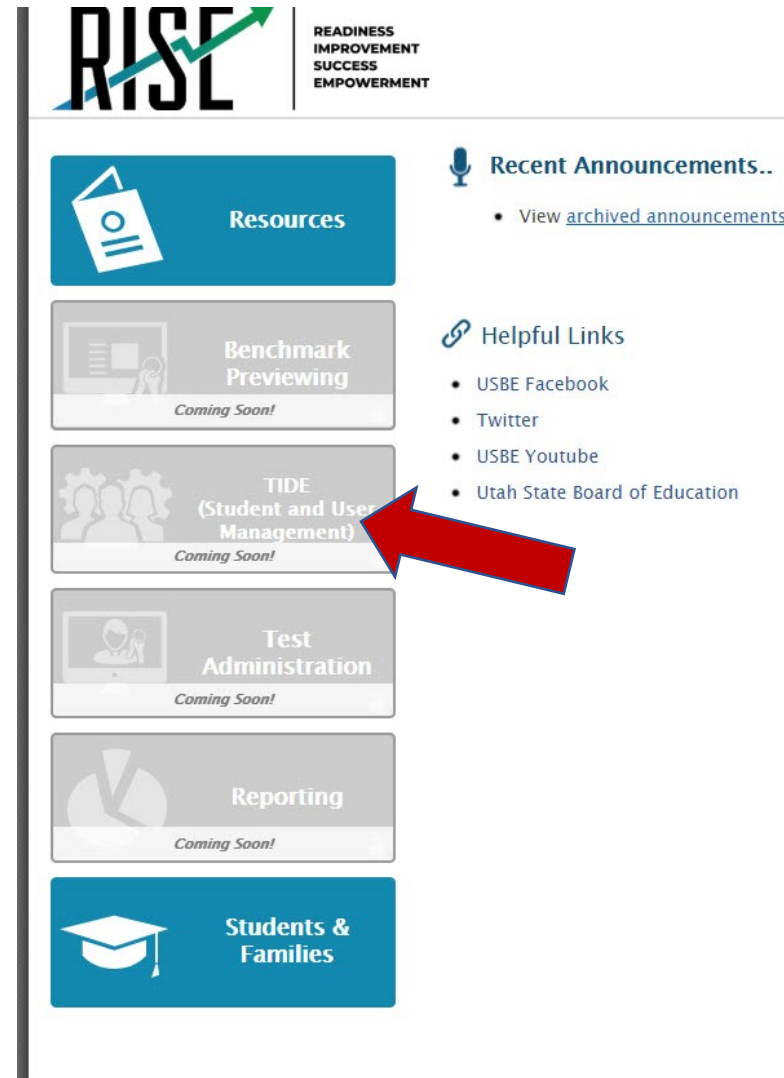 RISE
READINESS
IMPROVEMENT
SUCCESS
EMPOWERMENT
Resources
Benchmark
Previewing
Coming Soon!
TIDE
(Student and User
Management)
Coming Soon!
Test
Administration
Coming Soon!
Reporting
Coming Soon!
Students &
Families
Recent Announcements..
• View archived announcements
Helpful Links
• USBE Facebook
• Twitter
• USBE Youtube
• Utah State Board of Education